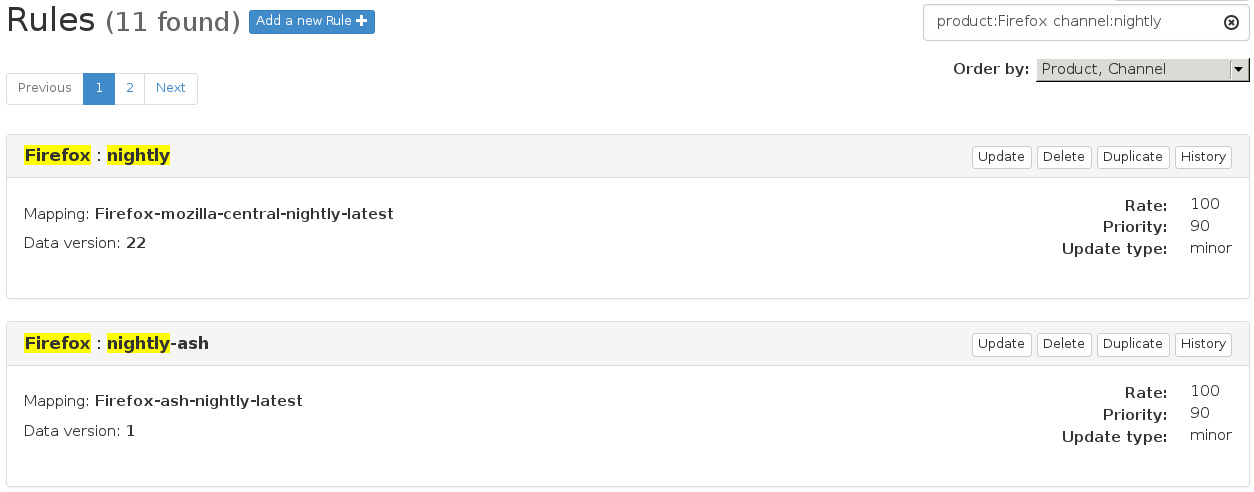 Rules (11 found) Add a new Rule
product:Firefox channel:nightly
Order by: Product, Channel
Previous 1 2 Next
Firefox : nightly
Update Delete Duplicate History
Mapping: Firefox-mozilla-central-nightly-latest
Data version: 22
Rate: 100
Priority: 90
Update type: minor
Firefox : nightly-ash
Update Delete Duplicate History
Mapping: Firefox-ash-nightly-latest
Data version: 1
Rate: 100
Priority: 90
Update type: minor